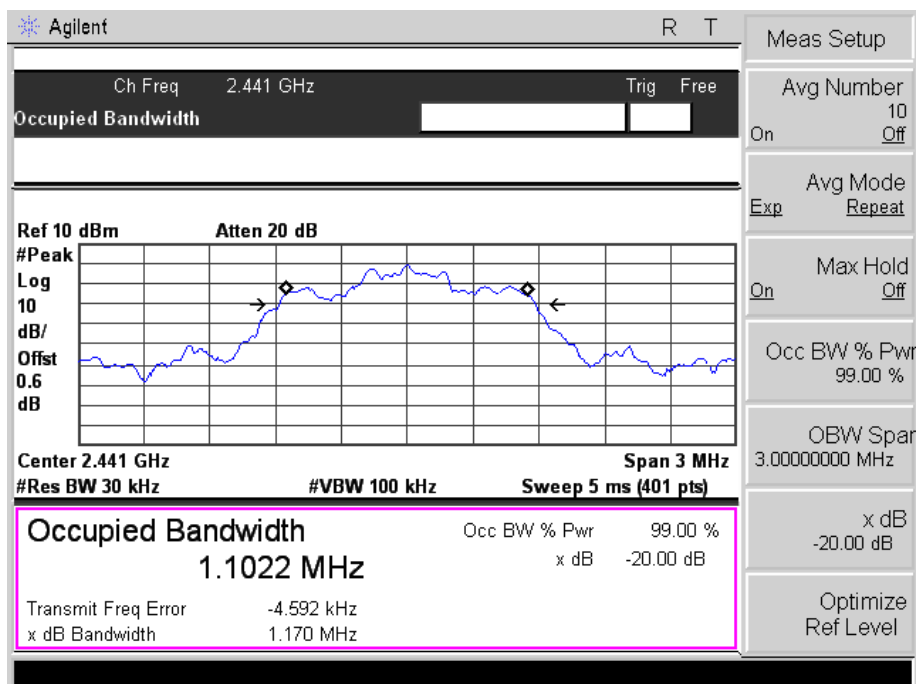 Agilent R T
Ch Freq 2.441 GHz Trig Free
Occupied Bandwidth
Ref 10 dBm Atten 20 dB
#Peak
Log
10
dB/
Offst
0.6
dB
Center 2.441 GHz Span 3 MHz
#Res BW 30 kHz #VBW 100 kHz Sweep 5 ms (401 pts)
Occupied Bandwidth
1.1022 MHz
Occ BW % Pwr 99.00 %
x dB -20.00 dB
Transmit Freq Error -4.592 kHz
x dB Bandwidth 1.170 MHz
Meas Setup
Avg Number
10
On Off
Avg Mode
Exp Repeat
Max Hold
On Off
Occ BW % Pwr
99.00 %
OBW Span
3.00000000 MHz
x dB
-20.00 dB
Optimize
Ref Level